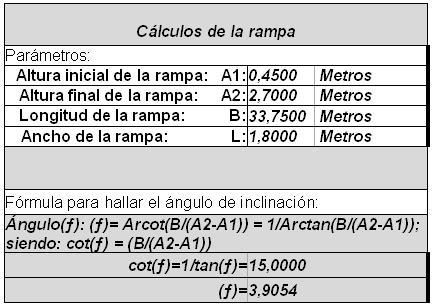 Cálculos de la rampa
Parámetros:
Altura inicial de la rampa: A1: 0,4500 Metros
Altura final de la rampa: A2: 2,7000 Metros
Longitud de la rampa: B: 33,7500 Metros
Ancho de la rampa: L: 1,8000 Metros
Fórmula para hallar el ángulo de inclinación:
Ángulo(ƒ): (ƒ)= Arcot(B/(A2-A1)) = 1/Arctan(B/(A2-A1));
siendo: cot(ƒ) = (B/(A2-A1))
cot(ƒ)=1/tan(ƒ)= 15,0000
(ƒ)= 3,9054